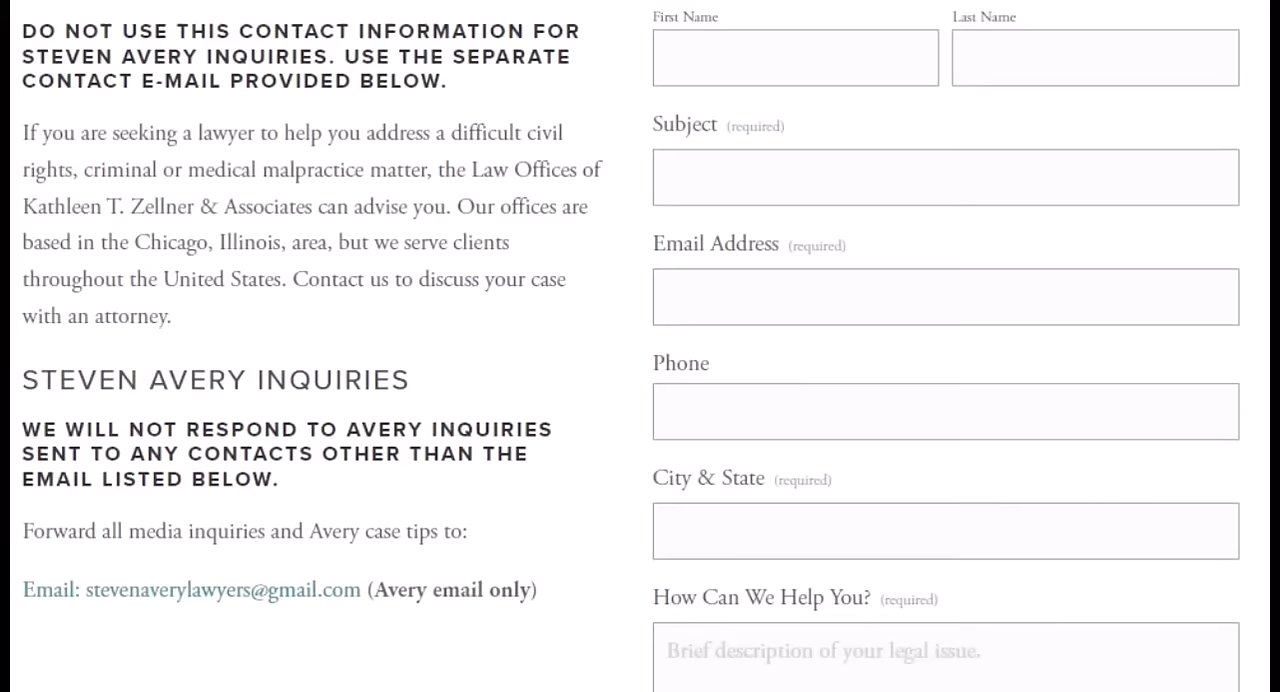 DO NOT USE THIS CONTACT INFORMATION FOR
STEVEN AVERY INQUIRIES. USE THE SEPARATE
CONTACT E-MAIL PROVIDED BELOW.
If you are seeking a lawyer to help you address a difficult civil
rights, criminal or medical malpractice matter, the Law Offices of
Kathleen T. Zellner & Associates can advise you. Our offices are
based in the Chicago, Illinois, area, but we serve clients
throughout the United States. Contact us to discuss your case
with an attorney.
STEVEN AVERY INQUIRIES
WE WILL NOT RESPOND TO AVERY INQUIRIES
SENT TO ANY CONTACTS OTHER THAN THE
EMAIL LISTED BELOW.
Forward all media inquiries and Avery case tips to:
Email: stevenaverylawyers@gmail.com (Avery email only)
First Name Last Name
Subject (required)
Email Address (required)
Phone
City & State (required)
How Can We Help You? (required)
Brief description of your legal issue.